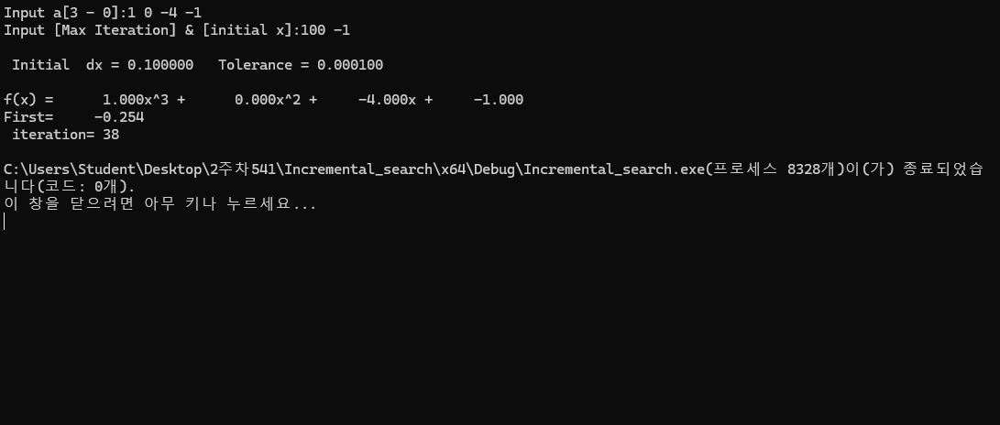 Input a[3 - 0]:1 0 -4 -1
Input [Max Iteration] & [initial x]:100 -1
Initial  dx = 0.100000   Tolerance = 0.000100
f(x) =      1.000x^3 +      0.000x^2 +     -4.000x +     -1.000
First=     -0.254
iteration= 38
C:\Users\Student\Desktop\2주차541\Incremental_search\x64\Debug\Incremental_search.exe(프로세스 8328개)이(가) 종료되었습
니다(코드: 0개).
이 창을 닫으려면 아무 키나 누르세요...